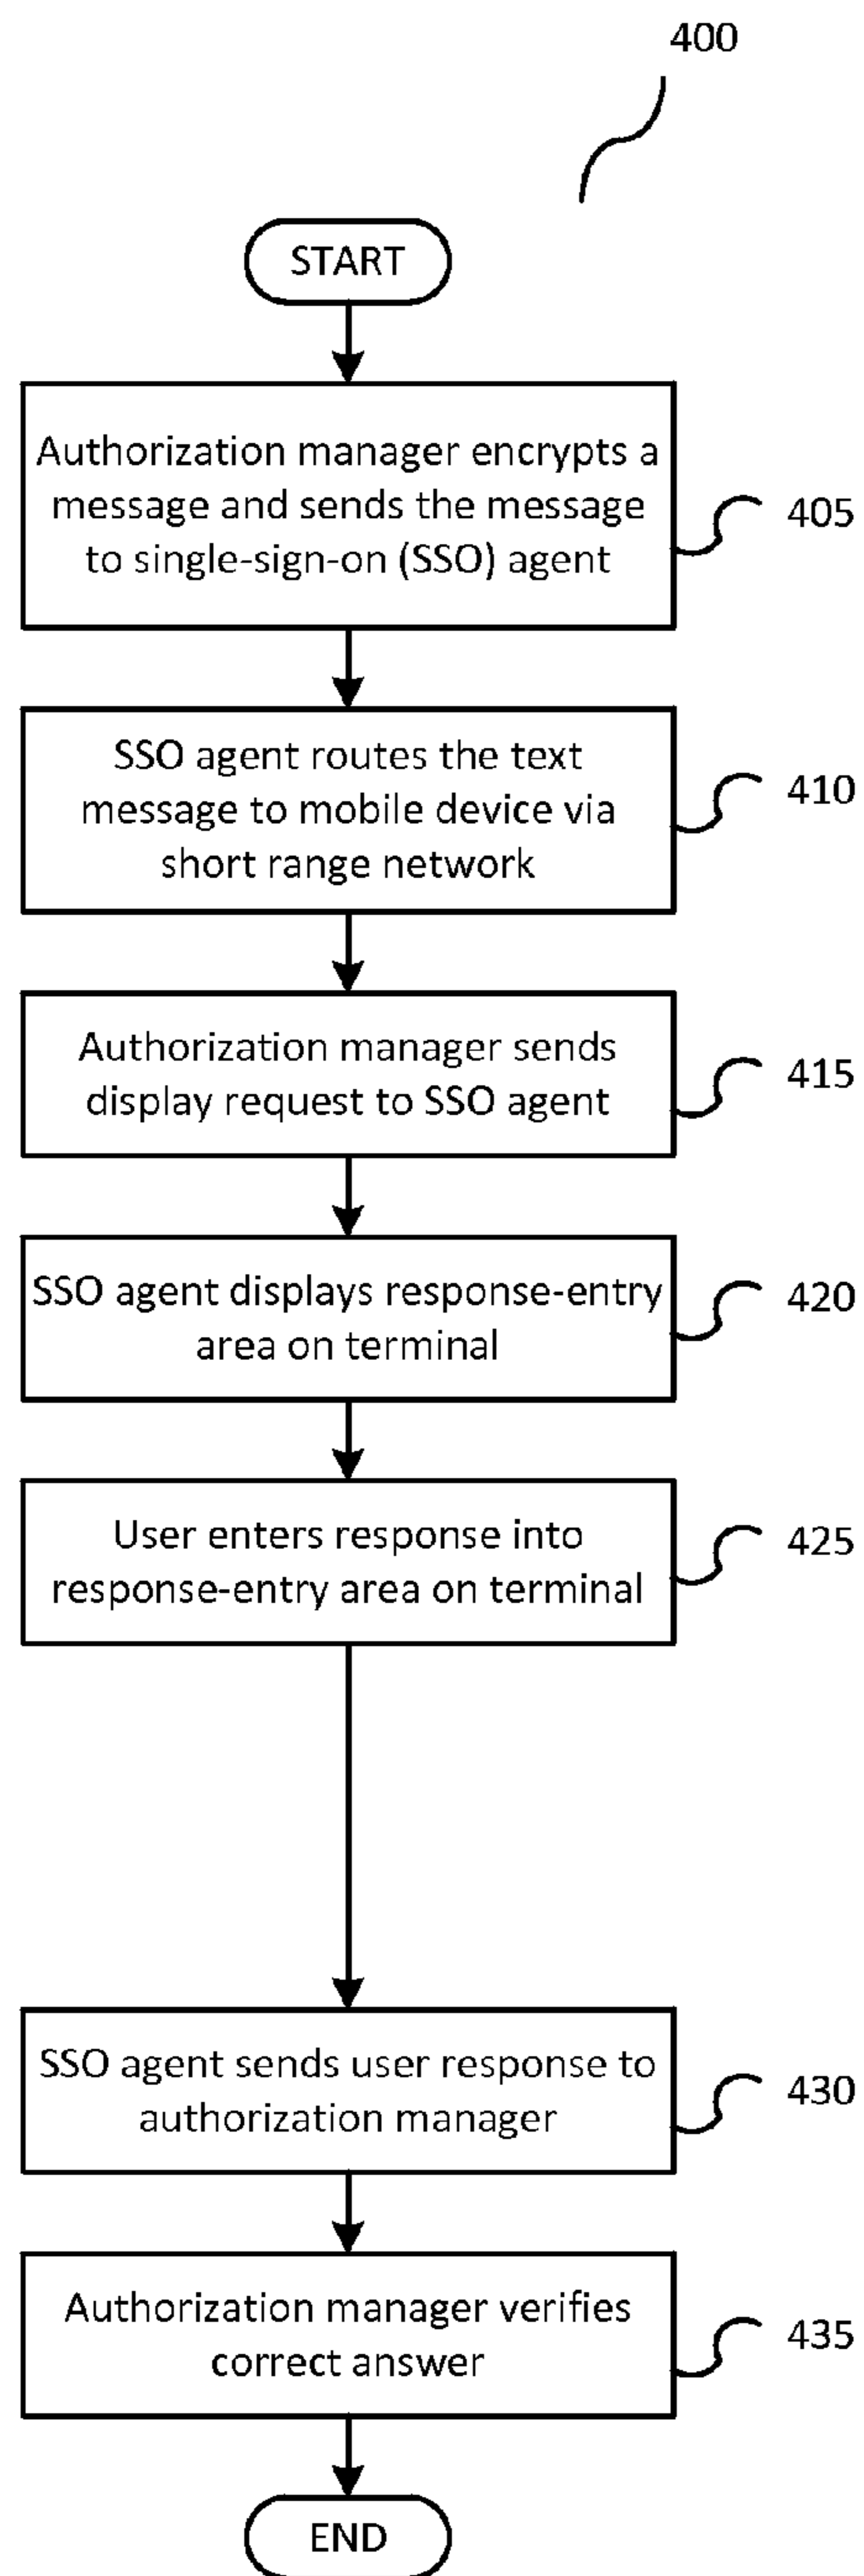 400
START
Authorization manager encrypts a
message and sends the message
to single-sign-on (SSO) agent
405
SSO agent routes the text
message to mobile device via
short range network
410
Authorization manager sends
display request to SSO agent
415
SSO agent displays response-entry
area on terminal
420
User enters response into
response-entry area on terminal
425
SSO agent sends user response to
authorization manager
430
Authorization manager verifies
correct answer
435
END